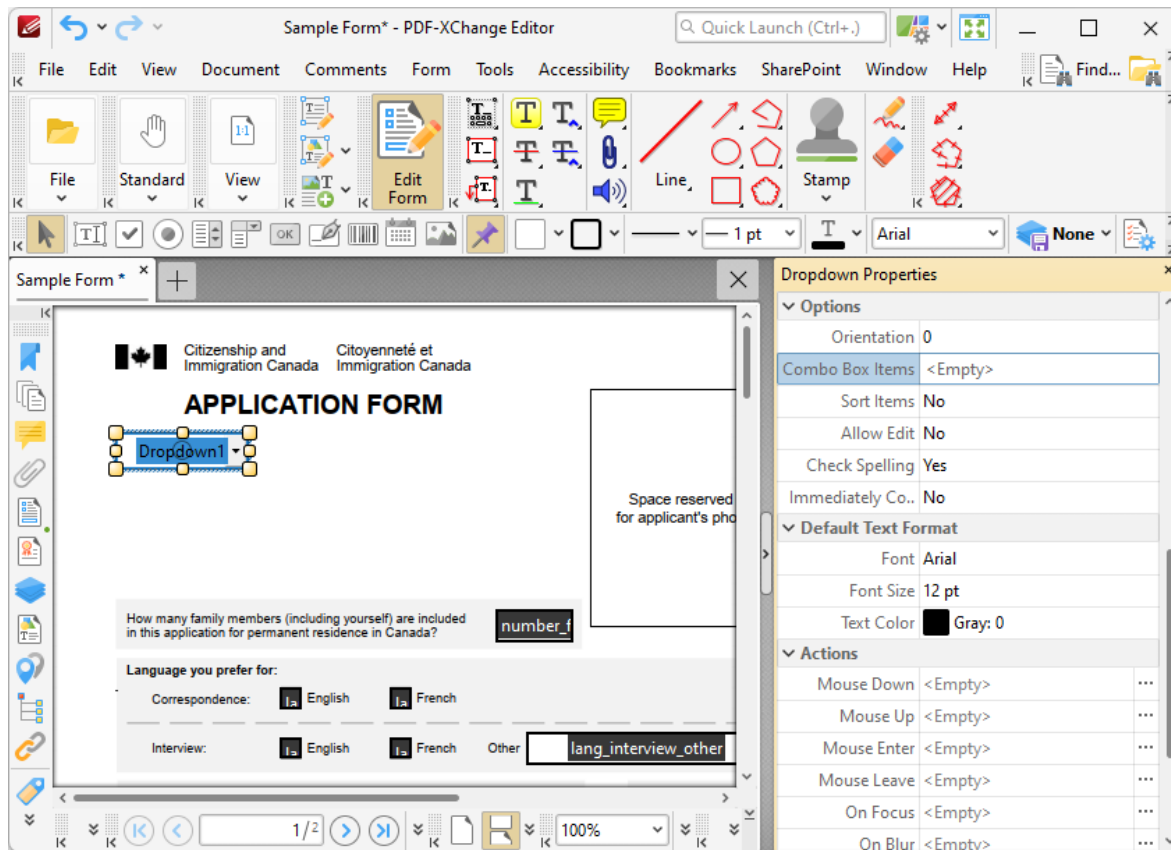 Sample Form* - PDF-XChange Editor
Quick Launch (Ctrl+.)
File Edit View Document Comments Form Tools Accessibility Bookmarks SharePoint Window Help Find...
File Standard View Edit Form Line Stamp
OK 1 pt T Arial None
Sample Form *
Citizenship and Immigration Canada
Citoyenneté et Immigration Canada
APPLICATION FORM
Dropdown1
Space reserved
for applicant's pho
How many family members (including yourself) are included
in this application for permanent residence in Canada?
number_f
Language you prefer for:
Correspondence: la English la French
Interview: la English la French Other lang_interview_other
1/2
100%
Dropdown Properties
Options
Orientation 0
Combo Box Items <Empty>
Sort Items No
Allow Edit No
Check Spelling Yes
Immediately Co.. No
Default Text Format
Font Arial
Font Size 12 pt
Text Color Gray: 0
Actions
Mouse Down <Empty> ...
Mouse Up <Empty> ...
Mouse Enter <Empty> ...
Mouse Leave <Empty> ...
On Focus <Empty> ...
On Blur <Empty> ...